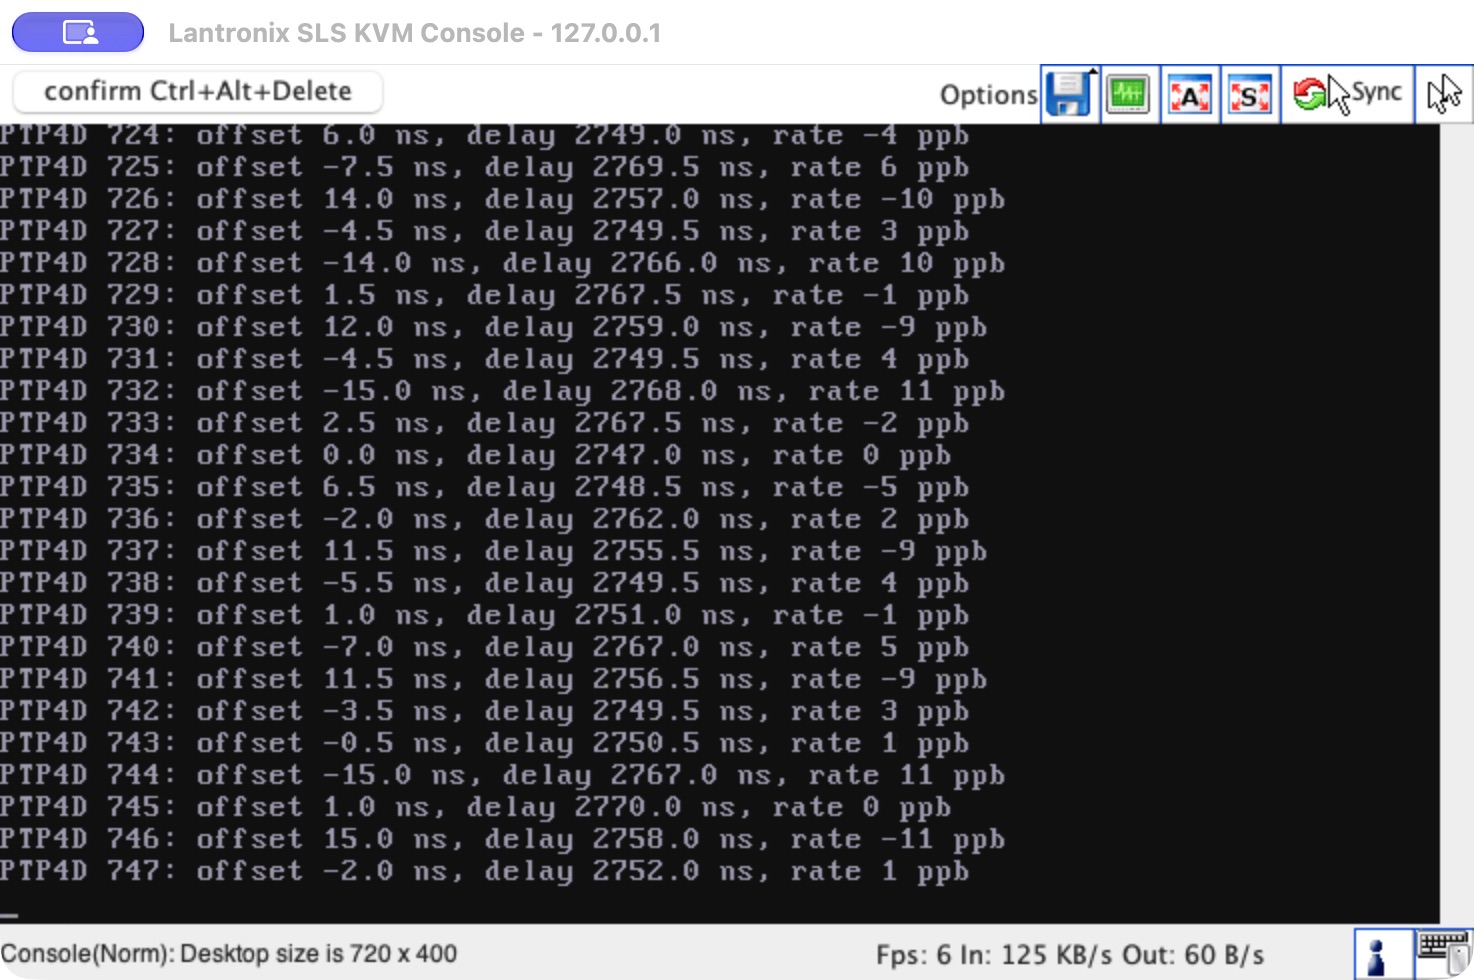 Lantronix SLS KVM Console - 127.0.0.1
confirm Ctrl+Alt+Delete
Options
A
S
Sync
PTP4D 724: offset 6.0 ns, delay 2749.0 ns, rate -4 ppb
PTP4D 725: offset -7.5 ns, delay 2769.5 ns, rate 6 ppb
PTP4D 726: offset 14.0 ns, delay 2757.0 ns, rate -10 ppb
PTP4D 727: offset -4.5 ns, delay 2749.5 ns, rate 3 ppb
PTP4D 728: offset -14.0 ns, delay 2766.0 ns, rate 10 ppb
PTP4D 729: offset 1.5 ns, delay 2767.5 ns, rate -1 ppb
PTP4D 730: offset 12.0 ns, delay 2759.0 ns, rate -9 ppb
PTP4D 731: offset -4.5 ns, delay 2749.5 ns, rate 4 ppb
PTP4D 732: offset -15.0 ns, delay 2768.0 ns, rate 11 ppb
PTP4D 733: offset 2.5 ns, delay 2767.5 ns, rate -2 ppb
PTP4D 734: offset 0.0 ns, delay 2747.0 ns, rate 0 ppb
PTP4D 735: offset 6.5 ns, delay 2748.5 ns, rate -5 ppb
PTP4D 736: offset -2.0 ns, delay 2762.0 ns, rate 2 ppb
PTP4D 737: offset 11.5 ns, delay 2755.5 ns, rate -9 ppb
PTP4D 738: offset -5.5 ns, delay 2749.5 ns, rate 4 ppb
PTP4D 739: offset 1.0 ns, delay 2751.0 ns, rate -1 ppb
PTP4D 740: offset -7.0 ns, delay 2767.0 ns, rate 5 ppb
PTP4D 741: offset 11.5 ns, delay 2756.5 ns, rate -9 ppb
PTP4D 742: offset -3.5 ns, delay 2749.5 ns, rate 3 ppb
PTP4D 743: offset -0.5 ns, delay 2750.5 ns, rate 1 ppb
PTP4D 744: offset -15.0 ns, delay 2767.0 ns, rate 11 ppb
PTP4D 745: offset 1.0 ns, delay 2770.0 ns, rate 0 ppb
PTP4D 746: offset 15.0 ns, delay 2758.0 ns, rate -11 ppb
PTP4D 747: offset -2.0 ns, delay 2752.0 ns, rate 1 ppb
Console(Norm): Desktop size is 720 x 400
Fps: 6 In: 125 KB/s Out: 60 B/s